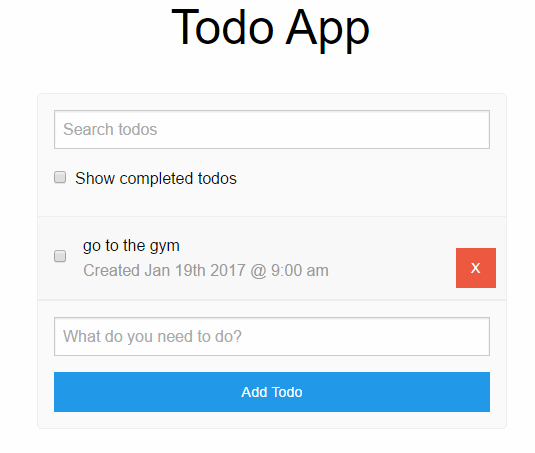 Todo App
Search todos
Show completed todos
go to the gym
Created Jan 19th 2017 @ 9:00 am
X
What do you need to do?
Add Todo